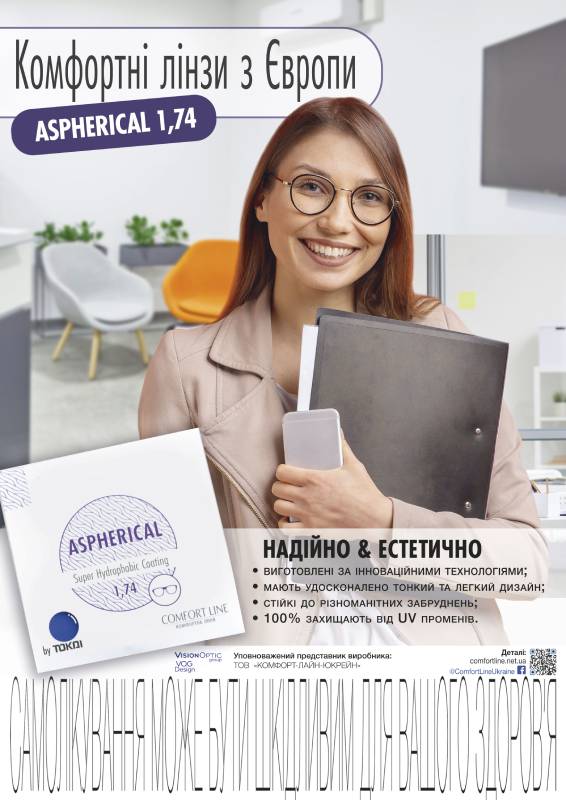 Комфортні лінзи з Європи
ASPHERICAL 1,74
ASPHERICAL
Super Hydrophobic Coating
1,74
COMFORT LINE
КОМФОРТНА ЛІНІЯ
by TOKAI
НАДІЙНО & ЕСТЕТИЧНО
• ВИГОТОВЛЕНІ ЗА ІННОВАЦІЙНИМИ ТЕХНОЛОГІЯМИ;
• МАЮТЬ УДОСКОНАЛЕНО ТОНКИЙ ТА ЛЕГКИЙ ДИЗАЙН;
• СТІЙКІ ДО РІЗНОМАНІТНИХ ЗАБРУДНЕНЬ;
• 100% ЗАХИЩАЮТЬ ВІД UV ПРОМЕНІВ.
VISIONOPTIC group
VOG Design
Уповноважений представник виробника:
ТОВ «КОМФОРТ-ЛАЙН-ЮКРЕЙН»
Деталі:
comfortline.net.ua
©ComfortLineUkraine
САМОЛІКУВАННЯ МОЖЕ БУТИ ШКІДЛИВИМ ДЛЯ ВАШОГО ЗДОРОВ'Я